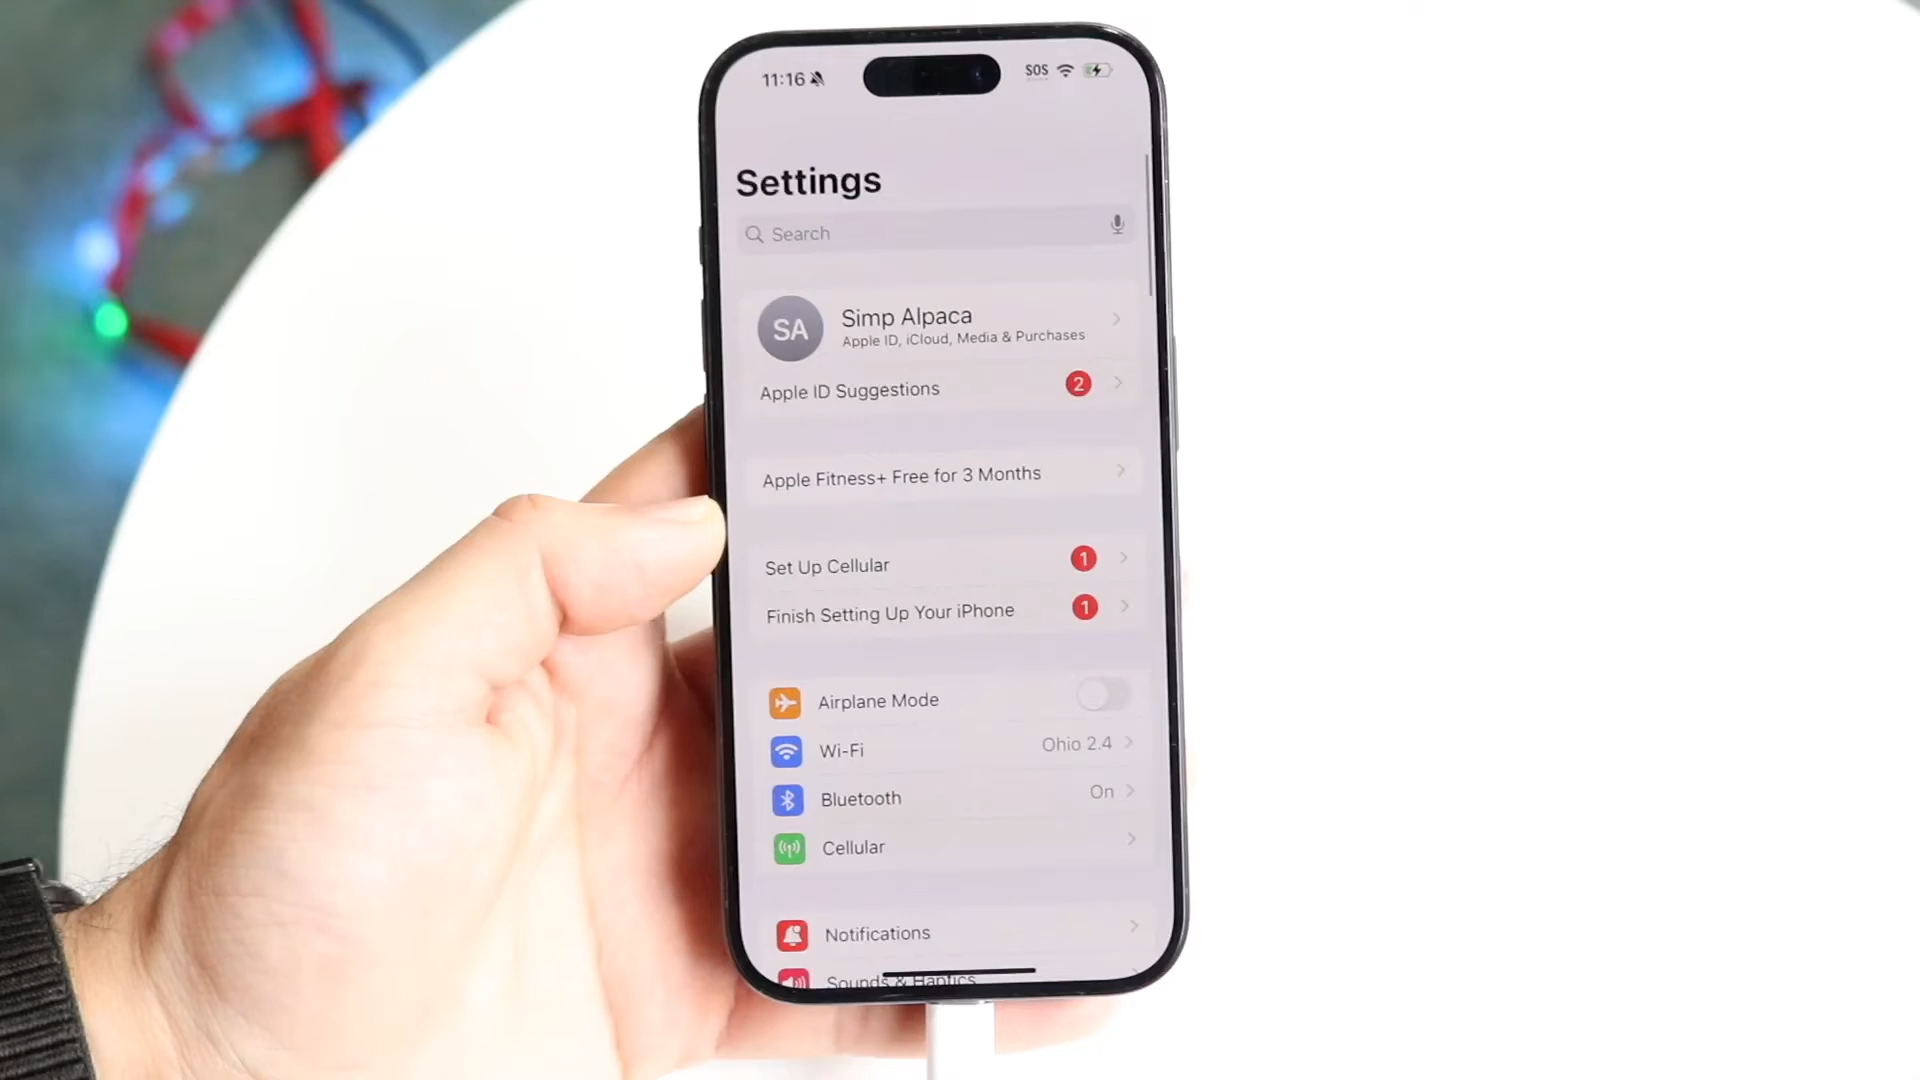 11:16
SOS
Settings
Search
SA
Simp Alpaca
Apple ID, iCloud, Media & Purchases
Apple ID Suggestions 2
Apple Fitness+ Free for 3 Months
Set Up Cellular 1
Finish Setting Up Your iPhone 1
Airplane Mode
Wi-Fi Ohio 2.4
Bluetooth On
Cellular
Notifications
Sounds & Haptics